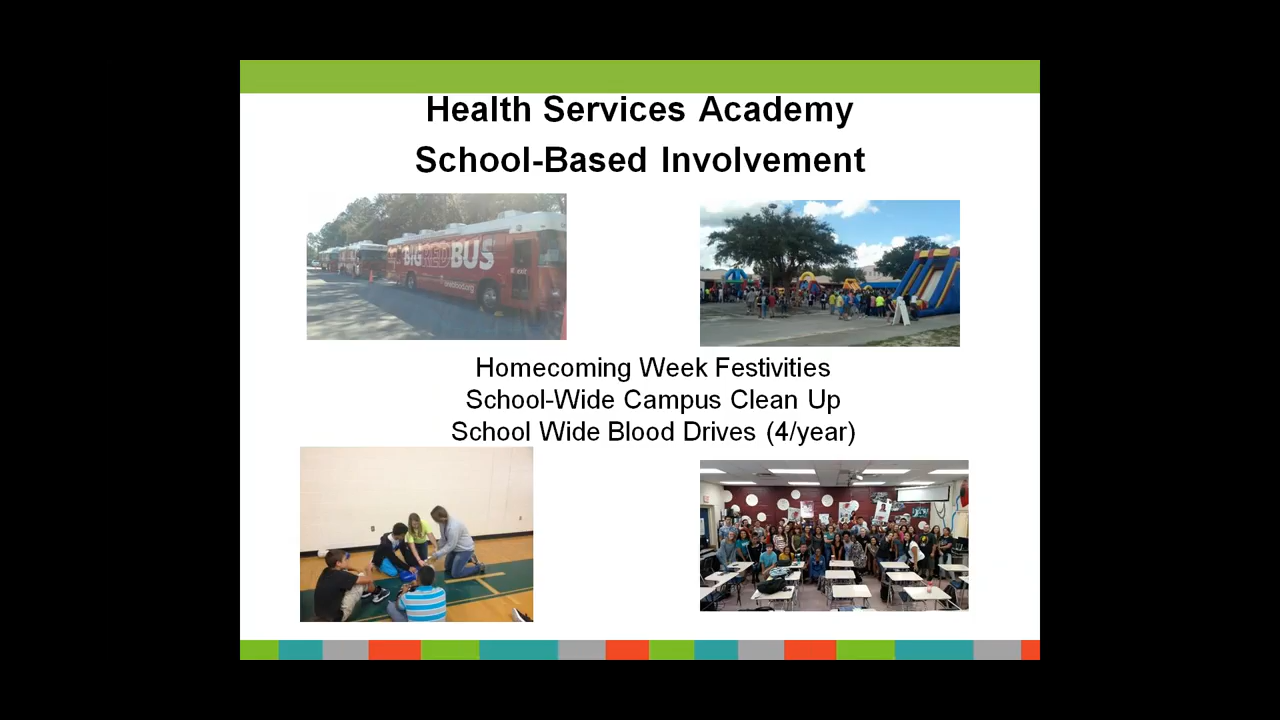 Health Services Academy
School-Based Involvement
BIG RED BUS
Homecoming Week Festivities
School-Wide Campus Clean Up
School Wide Blood Drives (4/year)